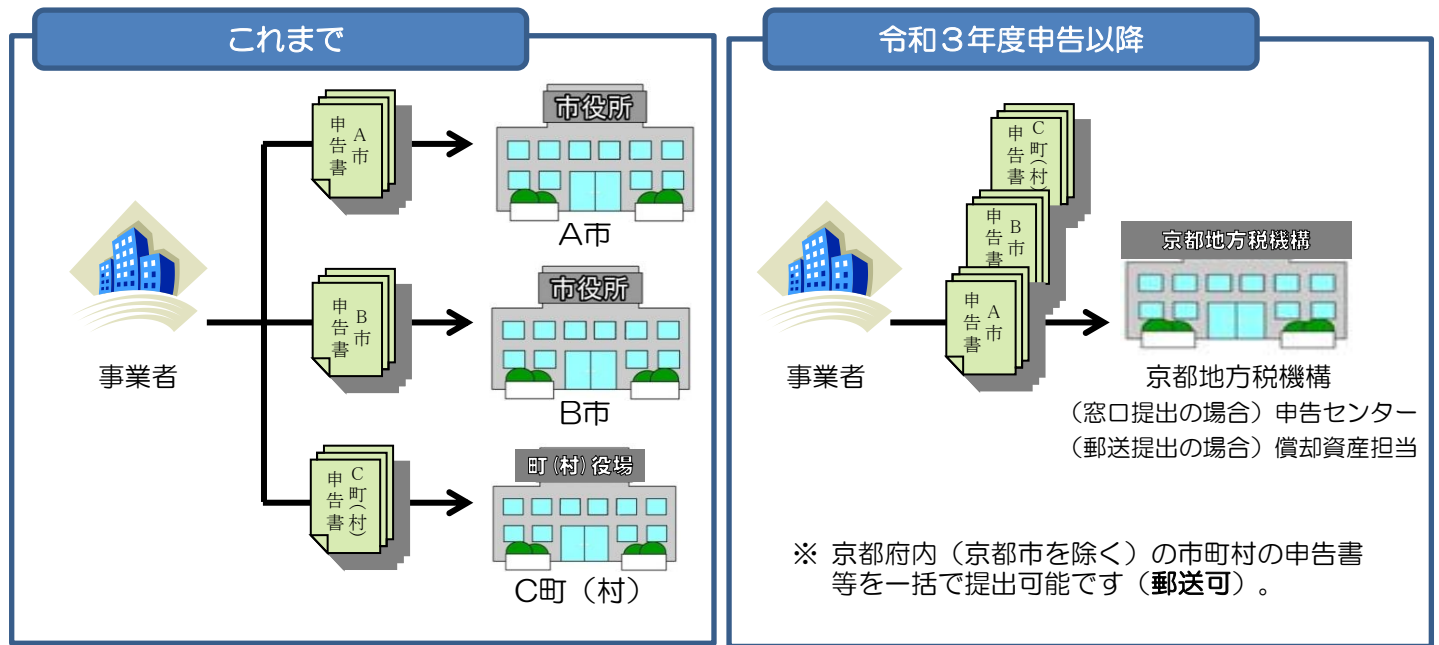 これまで
A市
申告書
市役所
A市
B市
申告書
市役所
B市
C町(村)
申告書
町(村)役場
C町（村）
事業者
令和３年度申告以降
C町(村)
申告書
B市
申告書
A市
申告書
事業者
京都地方税機構
京都地方税機構
（窓口提出の場合）申告センター
（郵送提出の場合）償却資産担当
※ 京都府内（京都市を除く）の市町村の申告書
等を一括で提出可能です（郵送可）。